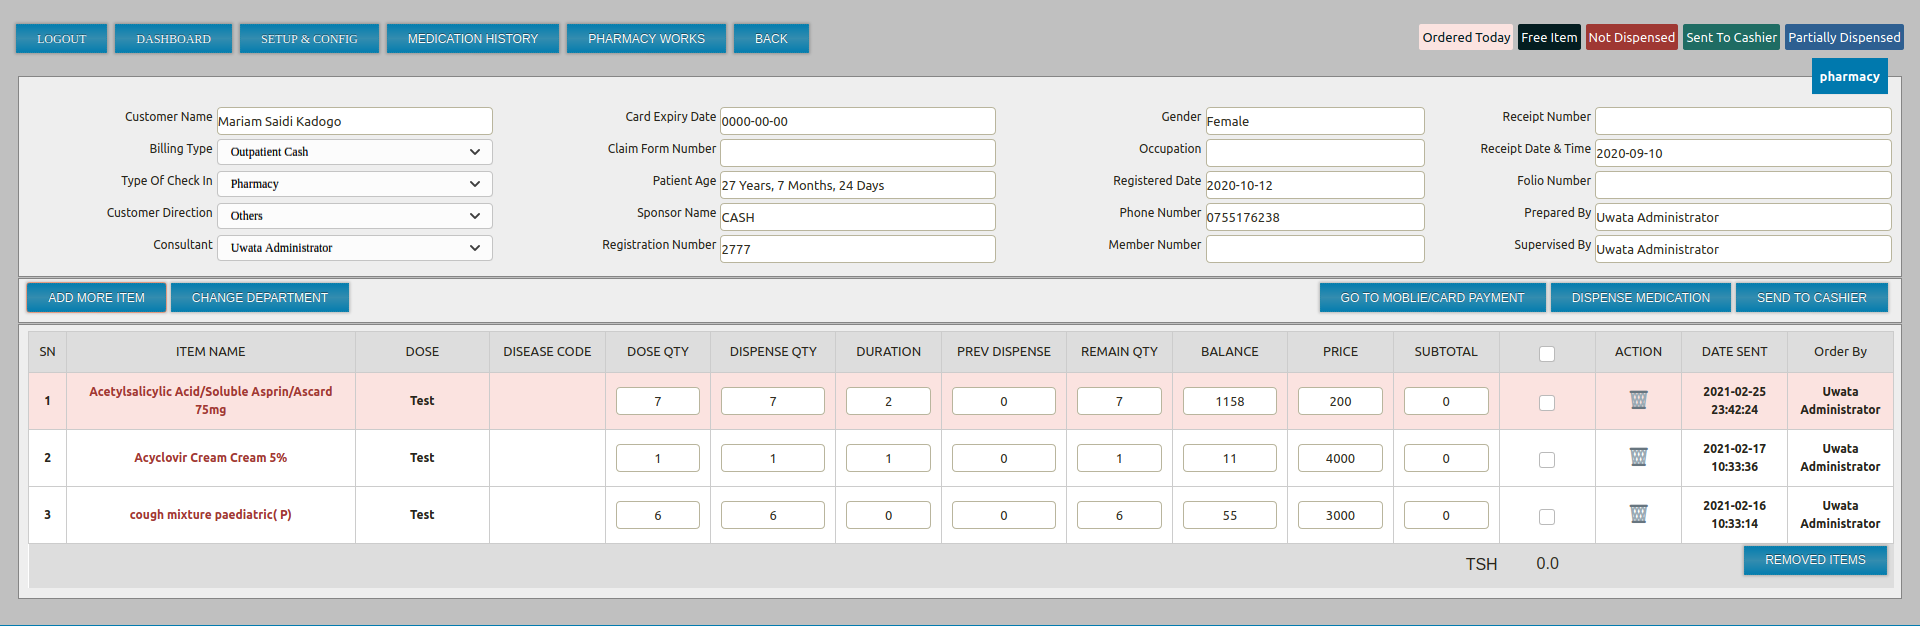 LOGOUT DASHBOARD SETUP & CONFIG MEDICATION HISTORY PHARMACY WORKS BACK Ordered Today Free Item Not Dispensed Sent To Cashier Partially Dispensed
pharmacy
Customer Name Mariam Saidi Kadogo Card Expiry Date 0000-00-00 Gender Female Receipt Number
Billing Type Outpatient Cash Claim Form Number Occupation Receipt Date & Time 2020-09-10
Type Of Check In Pharmacy Patient Age 27 Years, 7 Months, 24 Days Registered Date 2020-10-12 Folio Number
Customer Direction Others Sponsor Name CASH Phone Number 0755176238 Prepared By Uwata Administrator
Consultant Uwata Administrator Registration Number 2777 Member Number Supervised By Uwata Administrator
ADD MORE ITEM CHANGE DEPARTMENT GO TO MOBLIE/CARD PAYMENT DISPENSE MEDICATION SEND TO CASHIER
SN ITEM NAME DOSE DISEASE CODE DOSE QTY DISPENSE QTY DURATION PREV DISPENSE REMAIN QTY BALANCE PRICE SUBTOTAL ACTION DATE SENT Order By
Acetylsalicylic Acid/Soluble Asprin/Ascard 2021-02-25 Uwata
1 Test 7 7 2 0 7 1158 200 0
75mg 23:42:24 Administrator
2021-02-17 Uwata
2 Acyclovir Cream Cream 5% Test 1 1 1 0 1 11 4000 0
10:33:36 Administrator
2021-02-16 Uwata
3 cough mixture paediatric( P) Test 6 6 0 0 6 55 3000 0
10:33:14 Administrator
TSH 0.0 REMOVED ITEMS